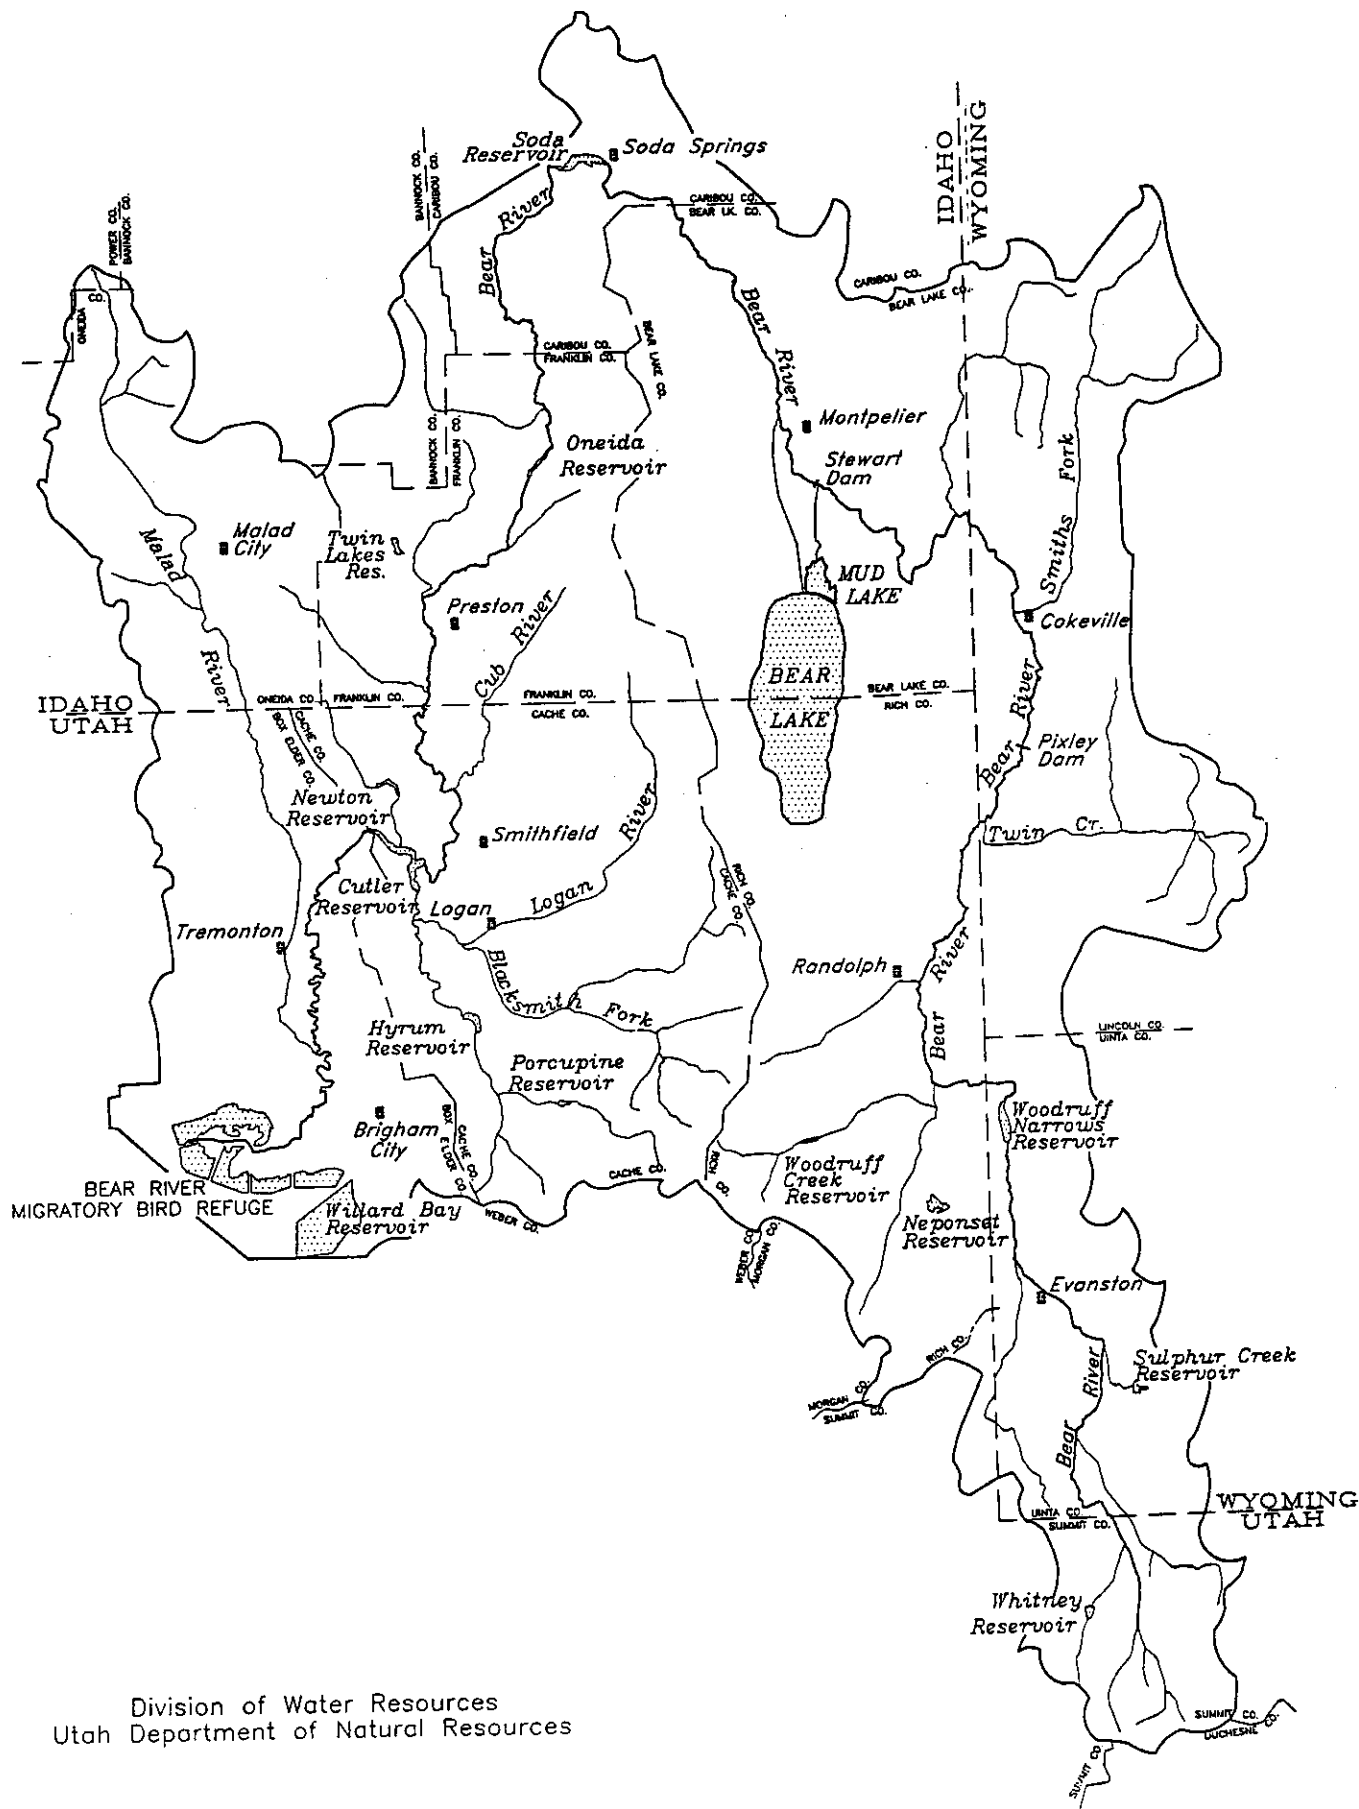 Soda
Reservoir
Soda Springs
IDAHO
WYOMING
BANNOCK CO.
CARIBOU CO.
POWER CO.
BANNOCK CO.
River
Bear
CARIBOU CO.
BEAR LK. CO.
CARIBOU CO.
BEAR LAKE CO.
ONEIDA
CO.
Bear
River
BEAR LAKE CO.
CARIBOU CO.
FRANKLIN CO.
BANNOCK CO.
FRANKLIN CO.
Montpelier
Oneida
Reservoir
Stewart
Dam
Smiths
Fork
Malad
River
Malad
City
Twin
Lakes
Res.
MUD
LAKE
Preston
Cub
River
Cokeville
IDAHO
UTAH
ONEIDA CO.
FRANKLIN CO.
FRANKLIN CO.
CACHE CO.
BEAR
LAKE
BEAR LAKE CO.
RICH CO.
Bear
River
Pixley
Dam
CACHE CO.
BOX ELDER CO.
Newton
Reservoir
Smithfield
Twin
Cr.
Cutler
Reservoir
Logan
Logan
River
RICH CO.
CACHE CO.
Tremonton
Randolph
Bear
River
Blacksmith
Fork
LINCOLN CO.
UINTA CO.
Hyrum
Reservoir
Porcupine
Reservoir
Woodruff
Narrows
Reservoir
Brigham
City
CACHE CO.
BOX ELDER CO.
CACHE CO.
RICH CO.
Woodruff
Creek
Reservoir
BEAR RIVER
MIGRATORY BIRD REFUGE
Willard Bay
Reservoir
WEBER CO.
Neponset
Reservoir
WEBER CO.
MORGAN CO.
Evanston
RICH CO.
Sulphur Creek
Reservoir
Bear
River
MORGAN CO.
SUMMIT CO.
WYOMING
UTAH
UINTA CO.
SUMMIT CO.
Whitney
Reservoir
Division of Water Resources
Utah Department of Natural Resources
SUMMIT CO.
DUCHESNE CO.
SUMMIT CO.